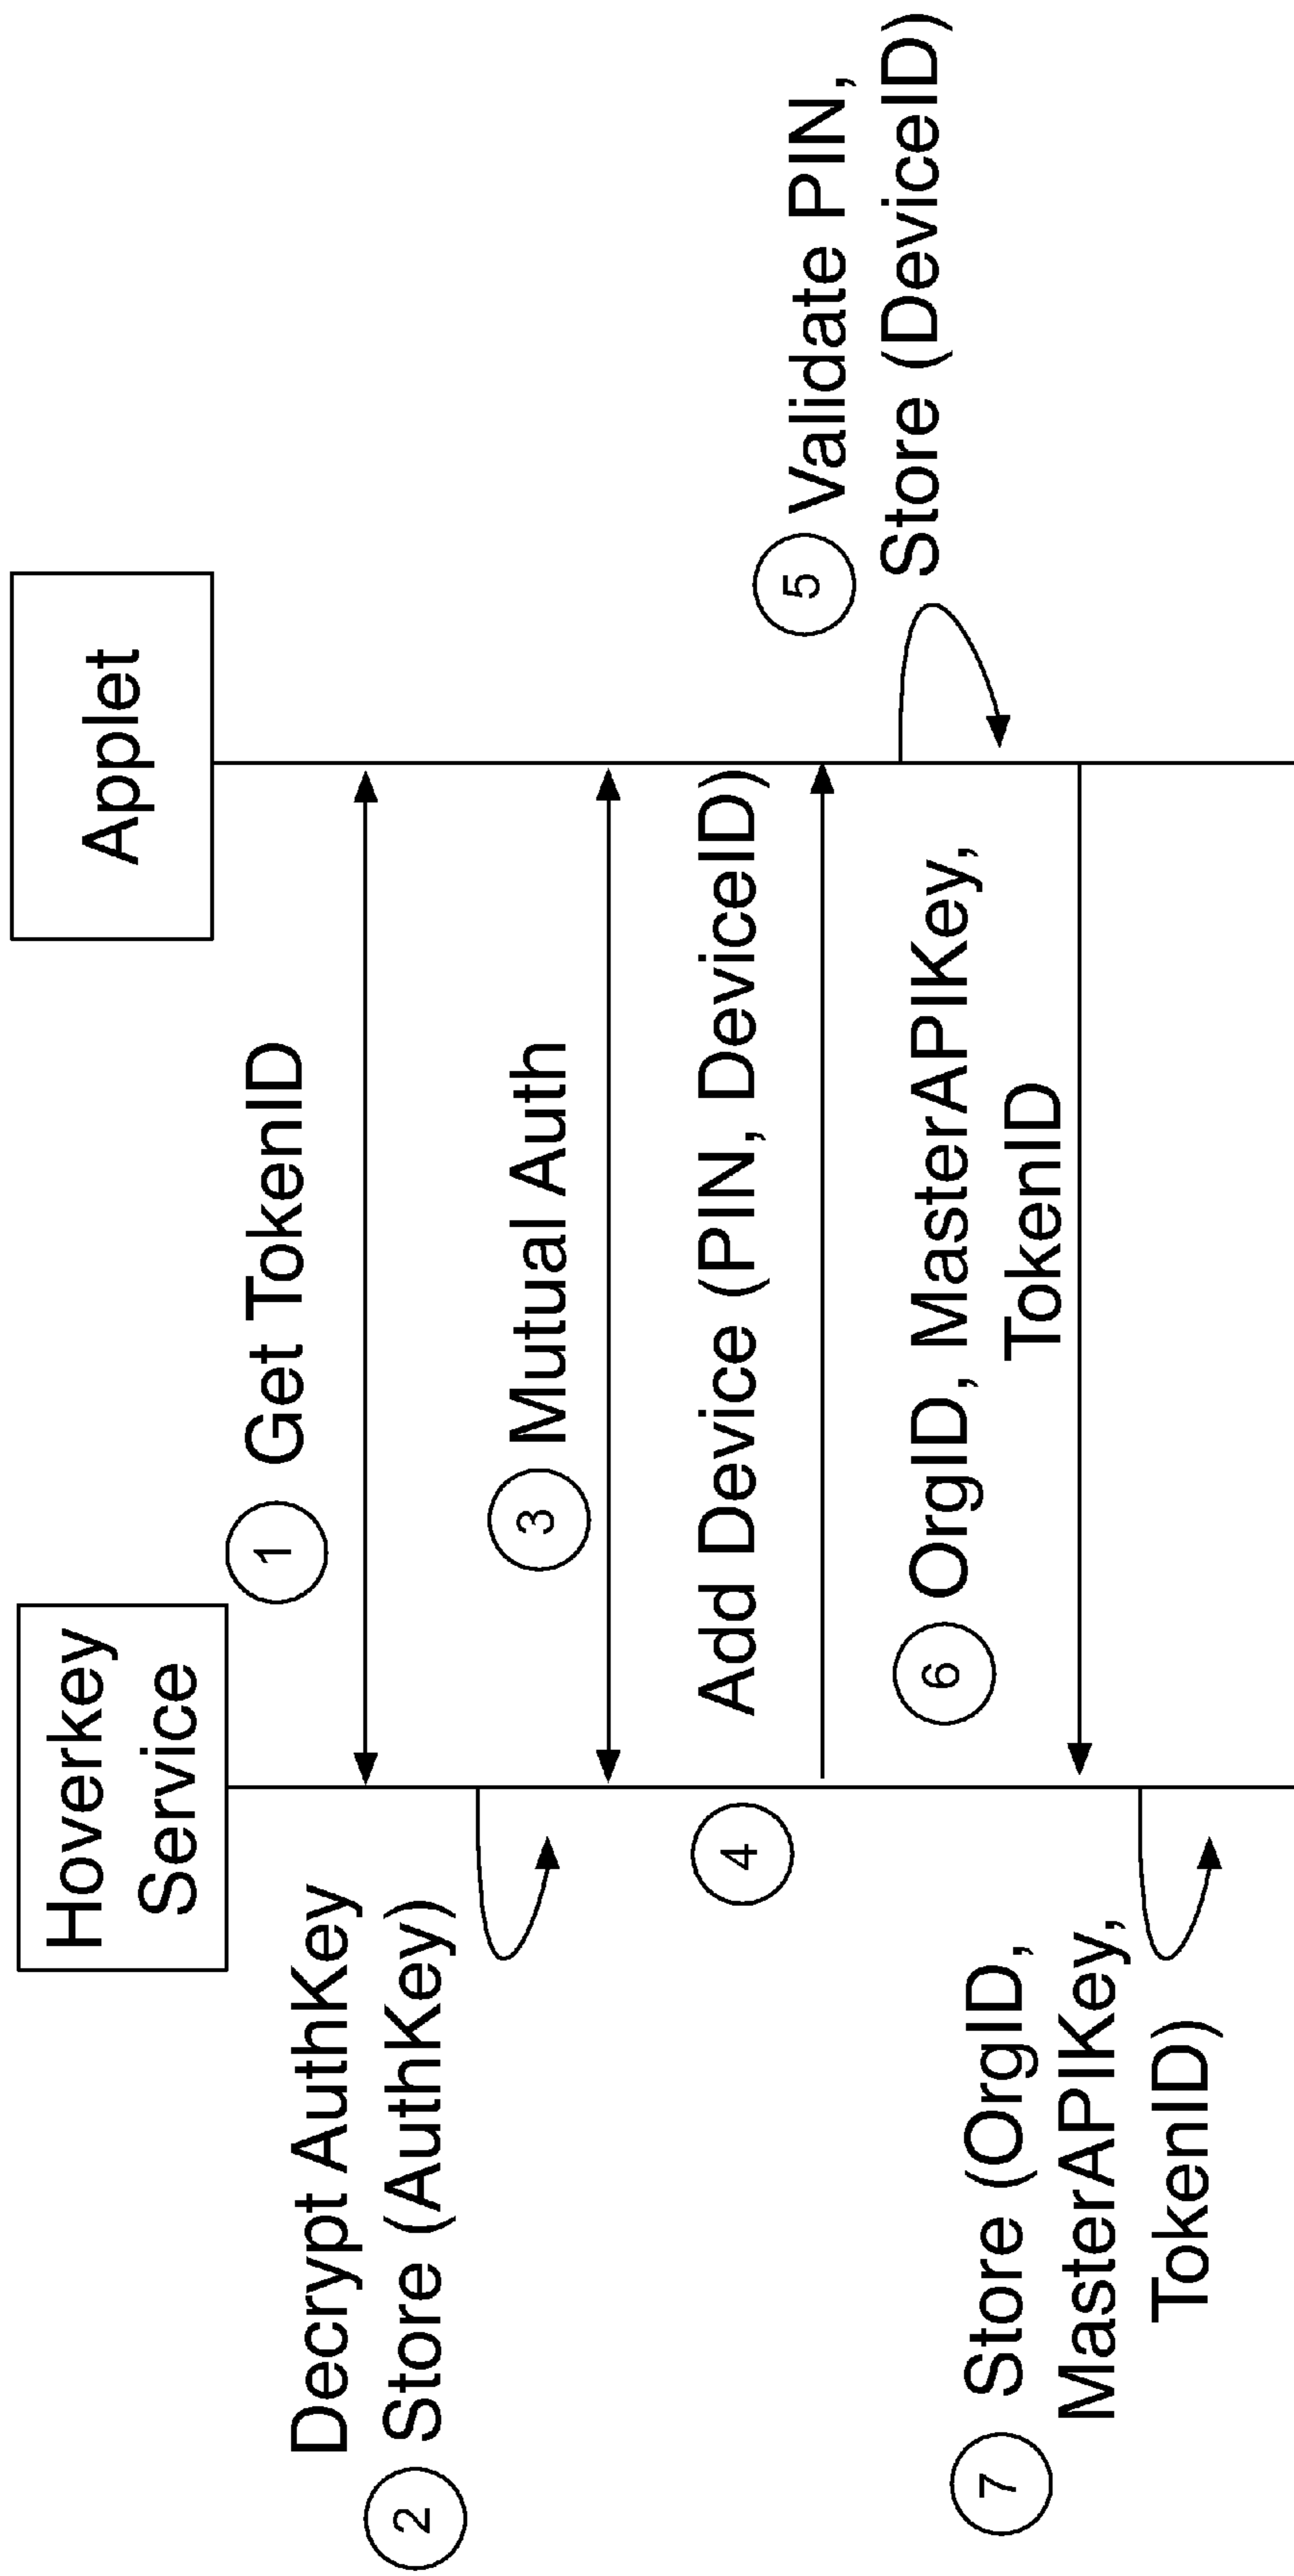 Hoverkey
Service
Applet
1 Get TokenID
Decrypt AuthKey
2 Store (AuthKey)
3 Mutual Auth
4 Add Device (PIN, DeviceID)
5 Validate PIN,
Store (DeviceID)
6 OrgID, MasterAPIKey,
TokenID
7 Store (OrgID,
MasterAPIKey,
TokenID)